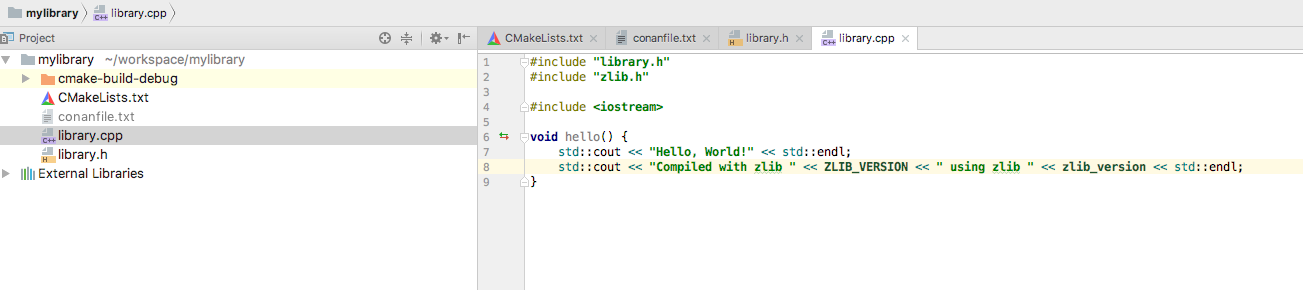 mylibrary library.cpp
Project
mylibrary ~/workspace/mylibrary
cmake-build-debug
CMakeLists.txt
conanfile.txt
library.cpp
library.h
External Libraries
CMakeLists.txt conanfile.txt library.h library.cpp
1 #include "library.h"
2 #include "zlib.h"
3
4 #include <iostream>
5
6 void hello() {
7 std::cout << "Hello, World!" << std::endl;
8 std::cout << "Compiled with zlib " << ZLIB_VERSION << " using zlib " << zlib_version << std::endl;
9 }